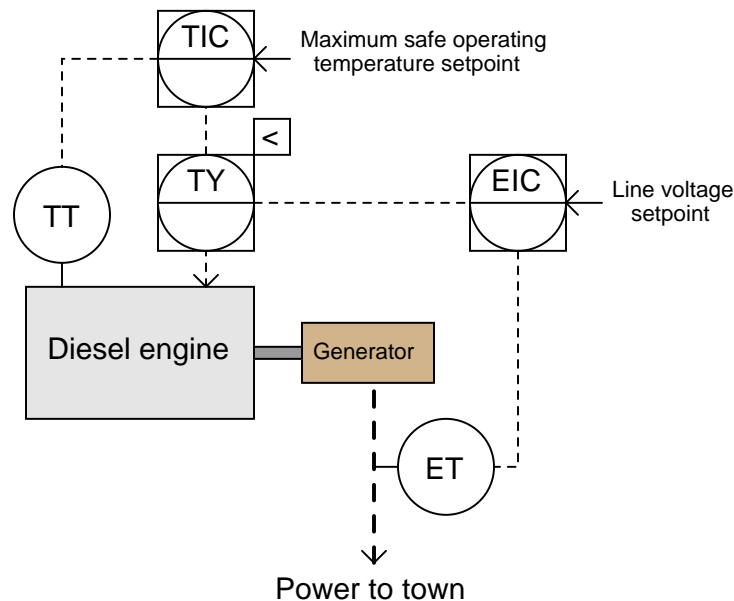 TIC
Maximum safe operating
temperature setpoint
<
TY
EIC
Line voltage
setpoint
TT
Diesel engine
Generator
ET
Power to town